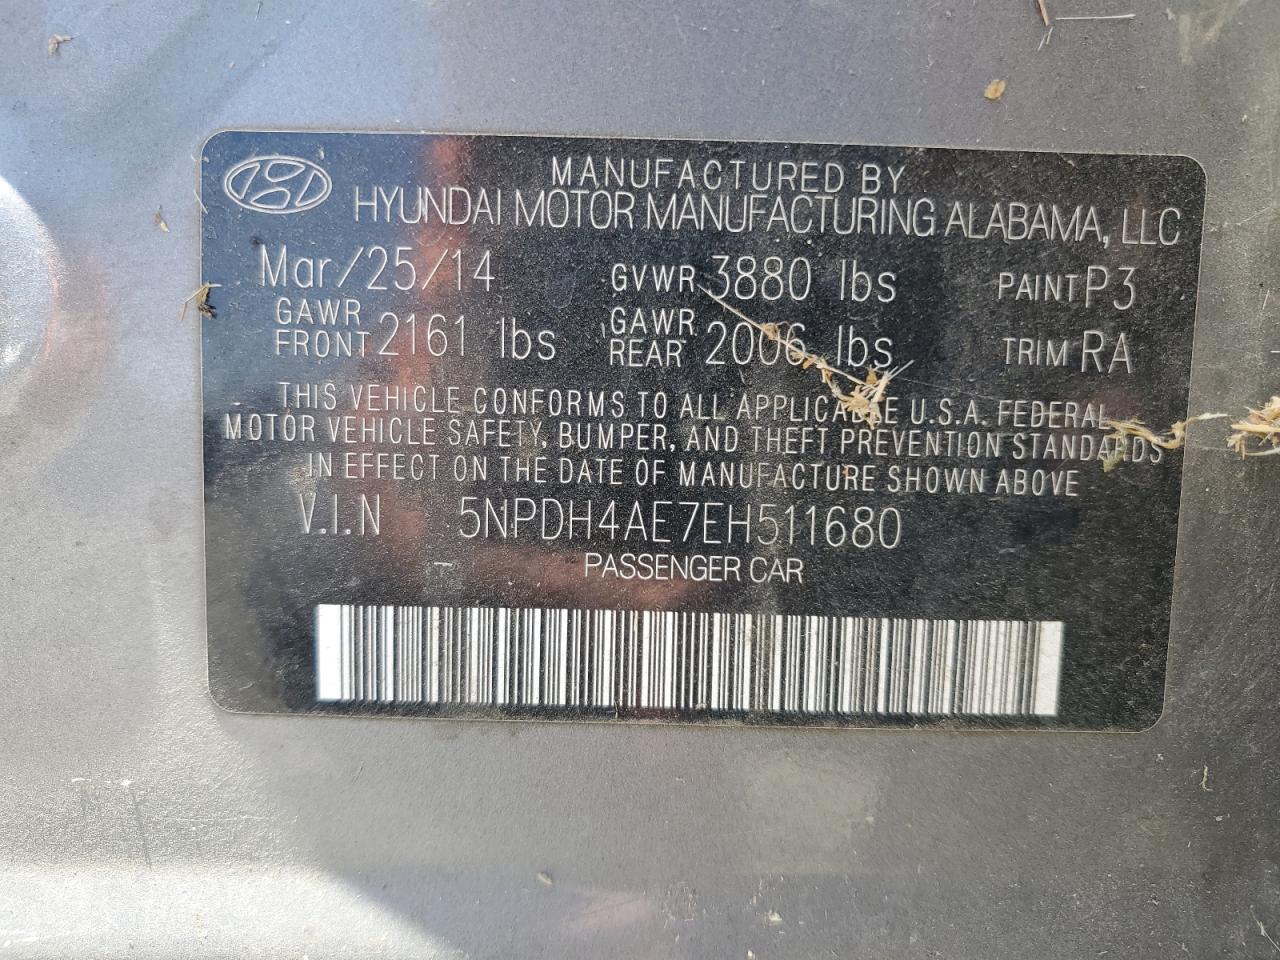 MANUFACTURED BY
HYUNDAI MOTOR MANUFACTURING ALABAMA, LLC
Mar/25/14 GVWR 3880 lbs PAINT P3
GAWR FRONT 2161 lbs GAWR REAR 2006 lbs TRIM RA
THIS VEHICLE CONFORMS TO ALL APPLICABLE U.S.A. FEDERAL
MOTOR VEHICLE SAFETY, BUMPER, AND THEFT PREVENTION STANDARDS
IN EFFECT ON THE DATE OF MANUFACTURE SHOWN ABOVE
V.I.N 5NPDH4AE7EH511680
PASSENGER CAR